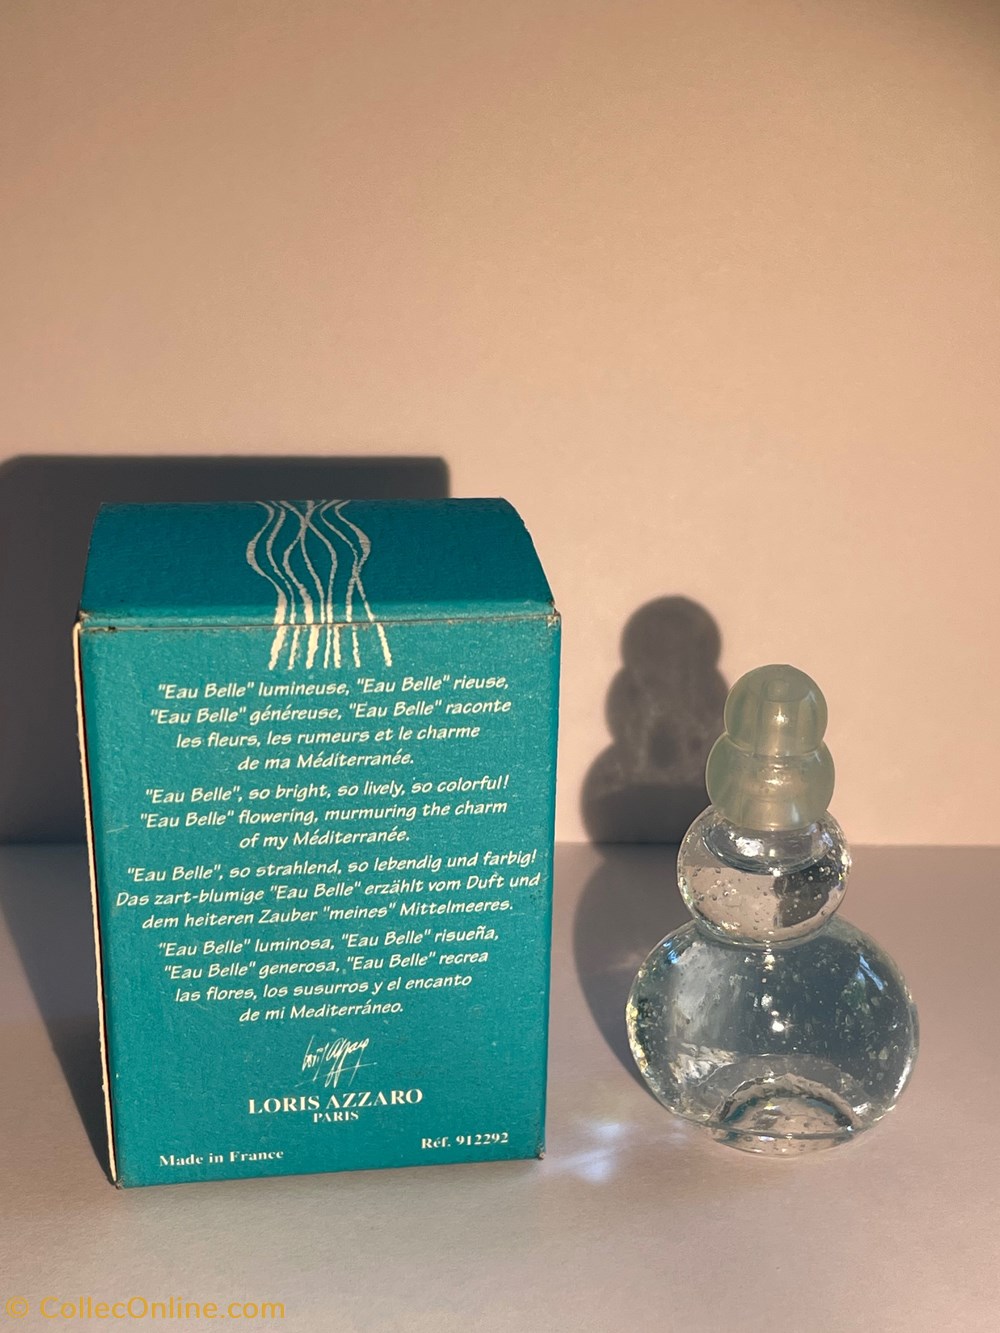 "Eau Belle" lumineuse, "Eau Belle" rieuse,
"Eau Belle" généreuse, "Eau Belle" raconte
les fleurs, les rumeurs et le charme
de ma Méditerranée.
"Eau Belle", so bright, so lively, so colorful!
"Eau Belle" flowering, murmuring the charm
of my Méditerranée.
"Eau Belle", so strahlend, so lebendig und farbig!
Das zart-blumige "Eau Belle" erzählt vom Duft und
dem heiteren Zauber "meines" Mittelmeeres.
"Eau Belle" luminosa, "Eau Belle" risueña,
"Eau Belle" generosa, "Eau Belle" recrea
las flores, los susurros y el encanto
de mi Mediterráneo.
Loris Azzaro
LORIS AZZARO
PARIS
Made in France
Réf. 912292
© CollecOnline.com